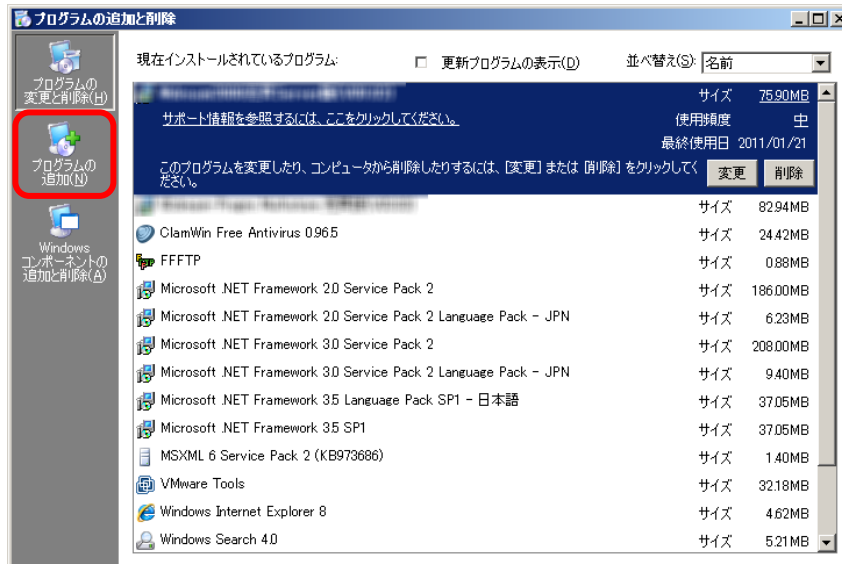 プログラムの追加と削除
現在インストールされているプログラム:
更新プログラムの表示(D)
並べ替え(S):
名前
プログラムの
変更と削除(H)
プログラムの
追加(N)
Windows
コンポーネントの
追加と削除(A)
サイズ 75.90MB
サポート情報を参照するには、ここをクリックしてください。
使用頻度 中
最終使用日 2011/01/21
このプログラムを変更したり、コンピュータから削除したりするには、[変更] または [削除] をクリックしてく
ださい。
変更
削除
サイズ 82.94MB
ClamWin Free Antivirus 0.96.5 サイズ 24.42MB
FFFTP サイズ 0.88MB
Microsoft .NET Framework 2.0 Service Pack 2 サイズ 186.00MB
Microsoft .NET Framework 2.0 Service Pack 2 Language Pack - JPN サイズ 6.23MB
Microsoft .NET Framework 3.0 Service Pack 2 サイズ 208.00MB
Microsoft .NET Framework 3.0 Service Pack 2 Language Pack - JPN サイズ 9.40MB
Microsoft .NET Framework 3.5 Language Pack SP1 - 日本語 サイズ 37.05MB
Microsoft .NET Framework 3.5 SP1 サイズ 37.05MB
MSXML 6 Service Pack 2 (KB973686) サイズ 1.40MB
VMware Tools サイズ 32.18MB
Windows Internet Explorer 8 サイズ 4.62MB
Windows Search 4.0 サイズ 5.21MB